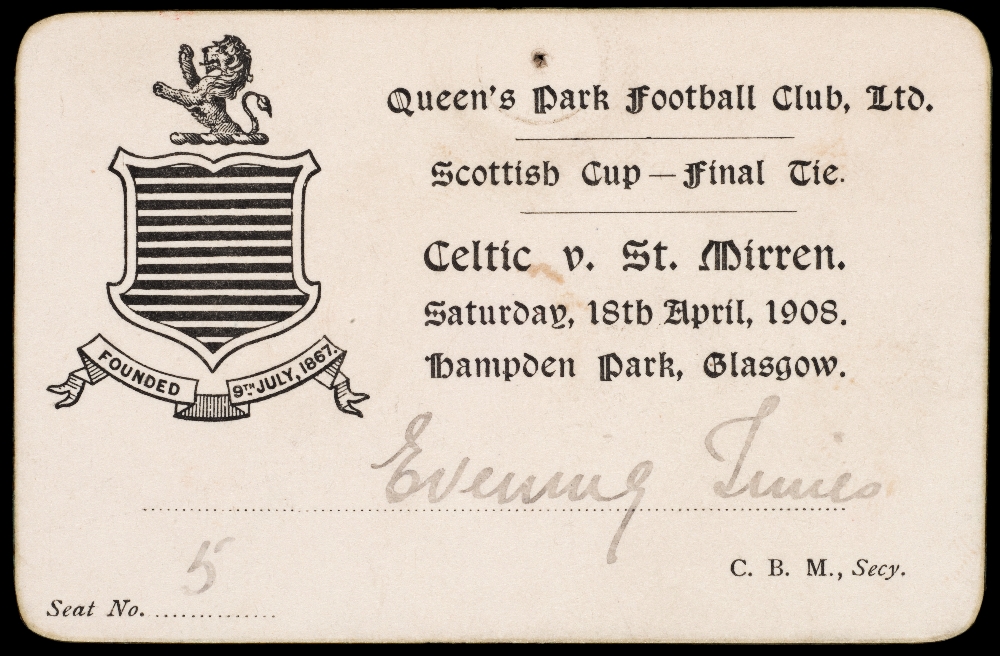 Queen's Park Football Club, Ltd.
Scottish Cup — Final Tie.
Celtic v. St. Mirren.
Saturday, 18th April, 1908.
Hampden Park, Glasgow.
FOUNDED 9TH JULY, 1867.
Evening Times
C. B. M., Secy.
Seat No. 5